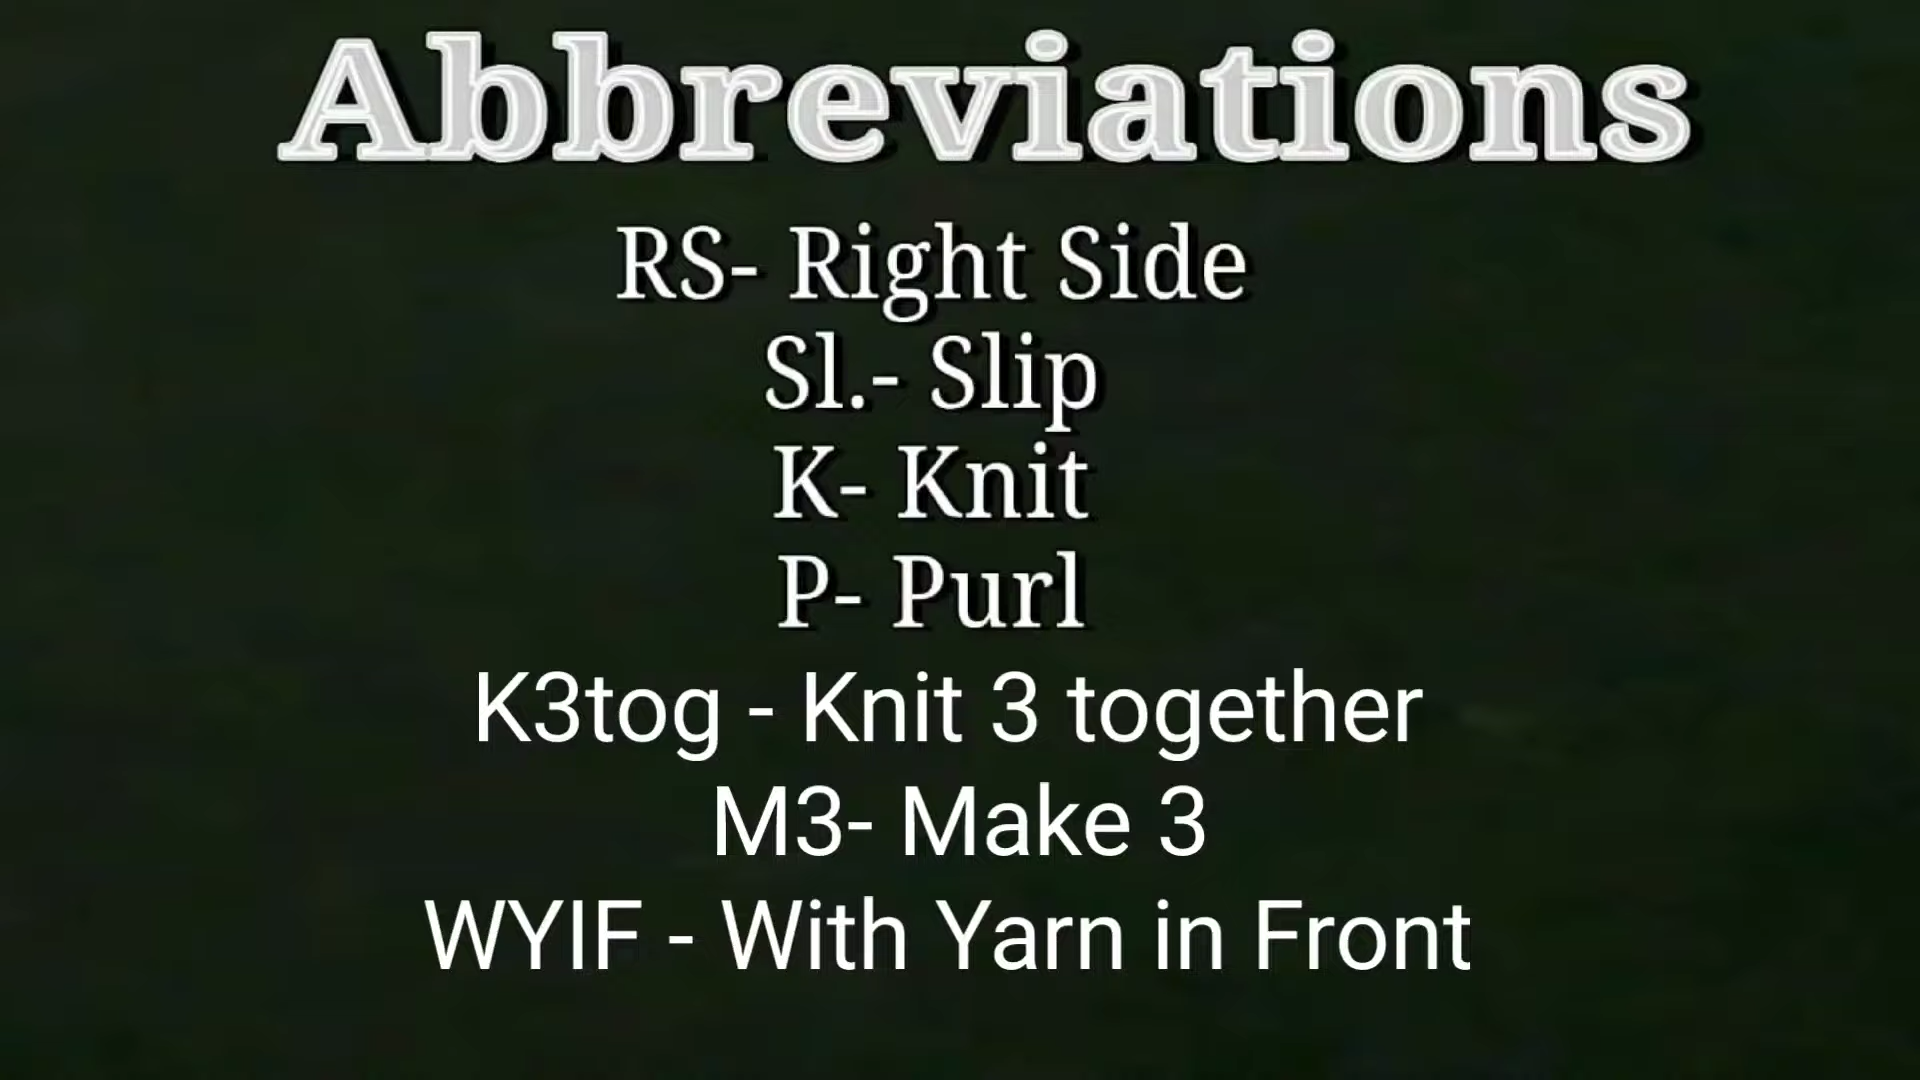 Abbreviations
RS- Right Side
Sl.- Slip
K- Knit
P- Purl
K3tog - Knit 3 together
M3- Make 3
WYIF - With Yarn in Front